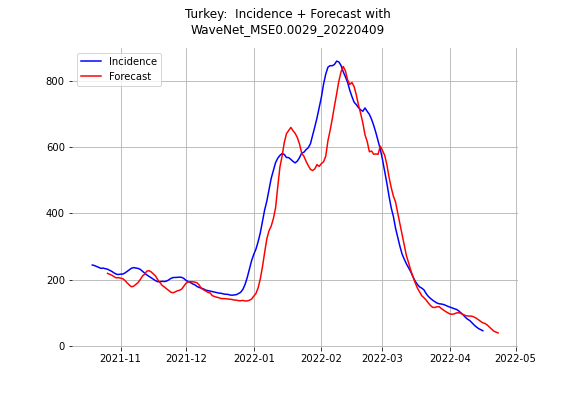 Turkey:  Incidence + Forecast with
WaveNet_MSE0.0029_20220409
Incidence
Forecast
800
600
400
200
0
2021-11 2021-12 2022-01 2022-02 2022-03 2022-04 2022-05